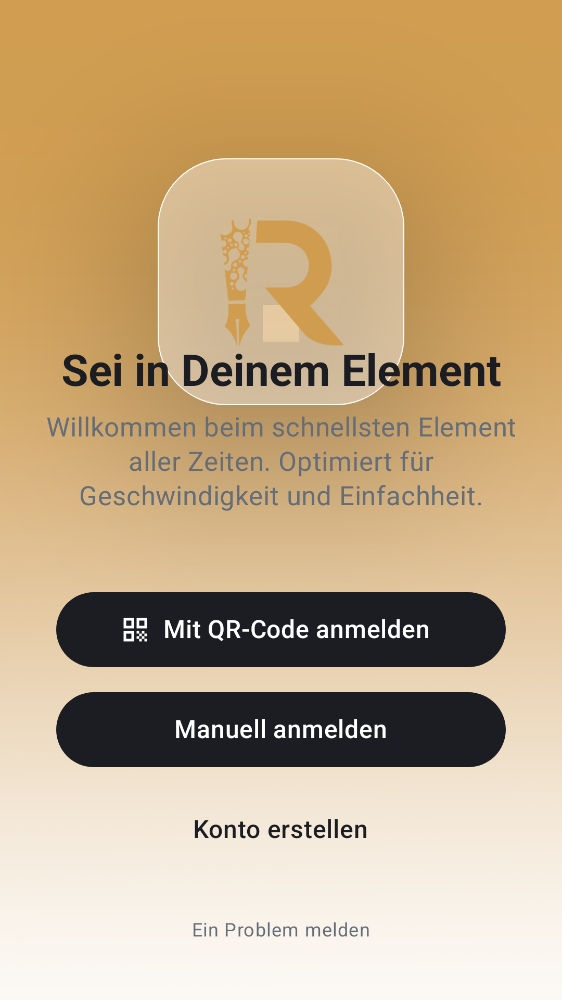 R
Sei in Deinem Element
Willkommen beim schnellsten Element
aller Zeiten. Optimiert für
Geschwindigkeit und Einfachheit.
Mit QR-Code anmelden
Manuell anmelden
Konto erstellen
Ein Problem melden